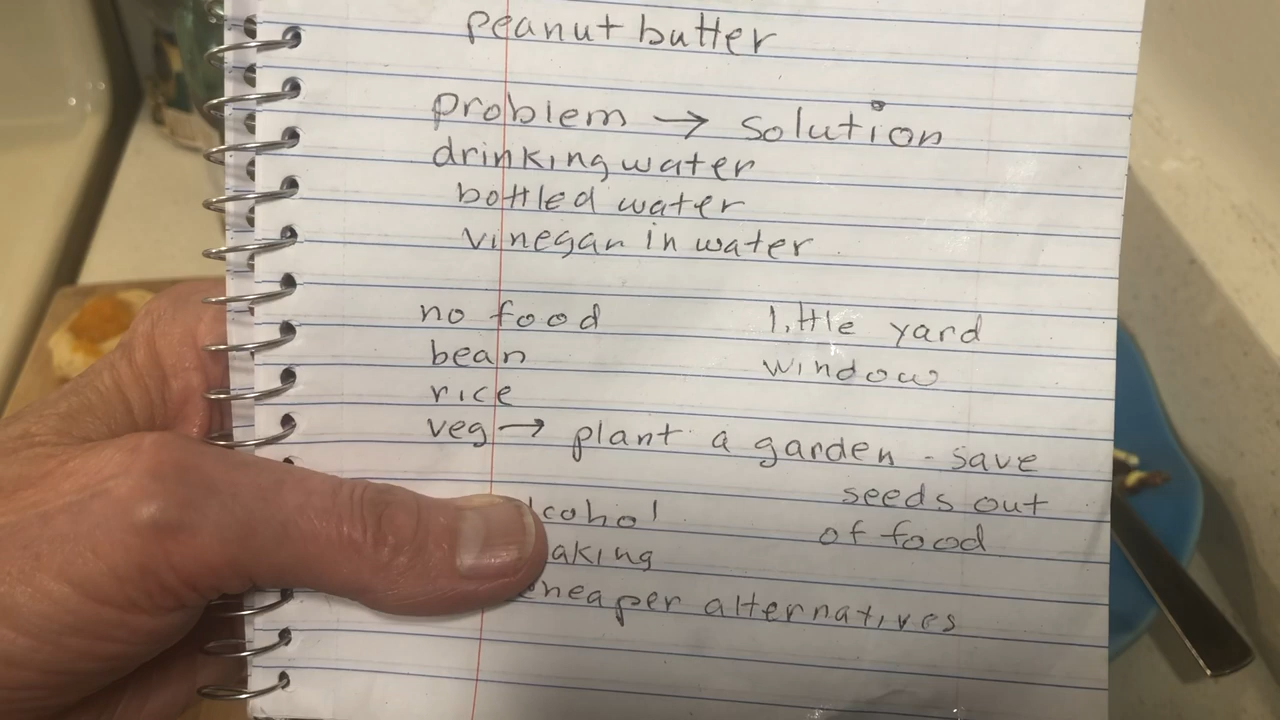 peanut butter
problem → solution
drinking water
bottled water
vinegar in water
no food
little yard
bean
window
rice
veg → plant a garden - save
seeds out
of food
lcohol
aking
heaper alternatives